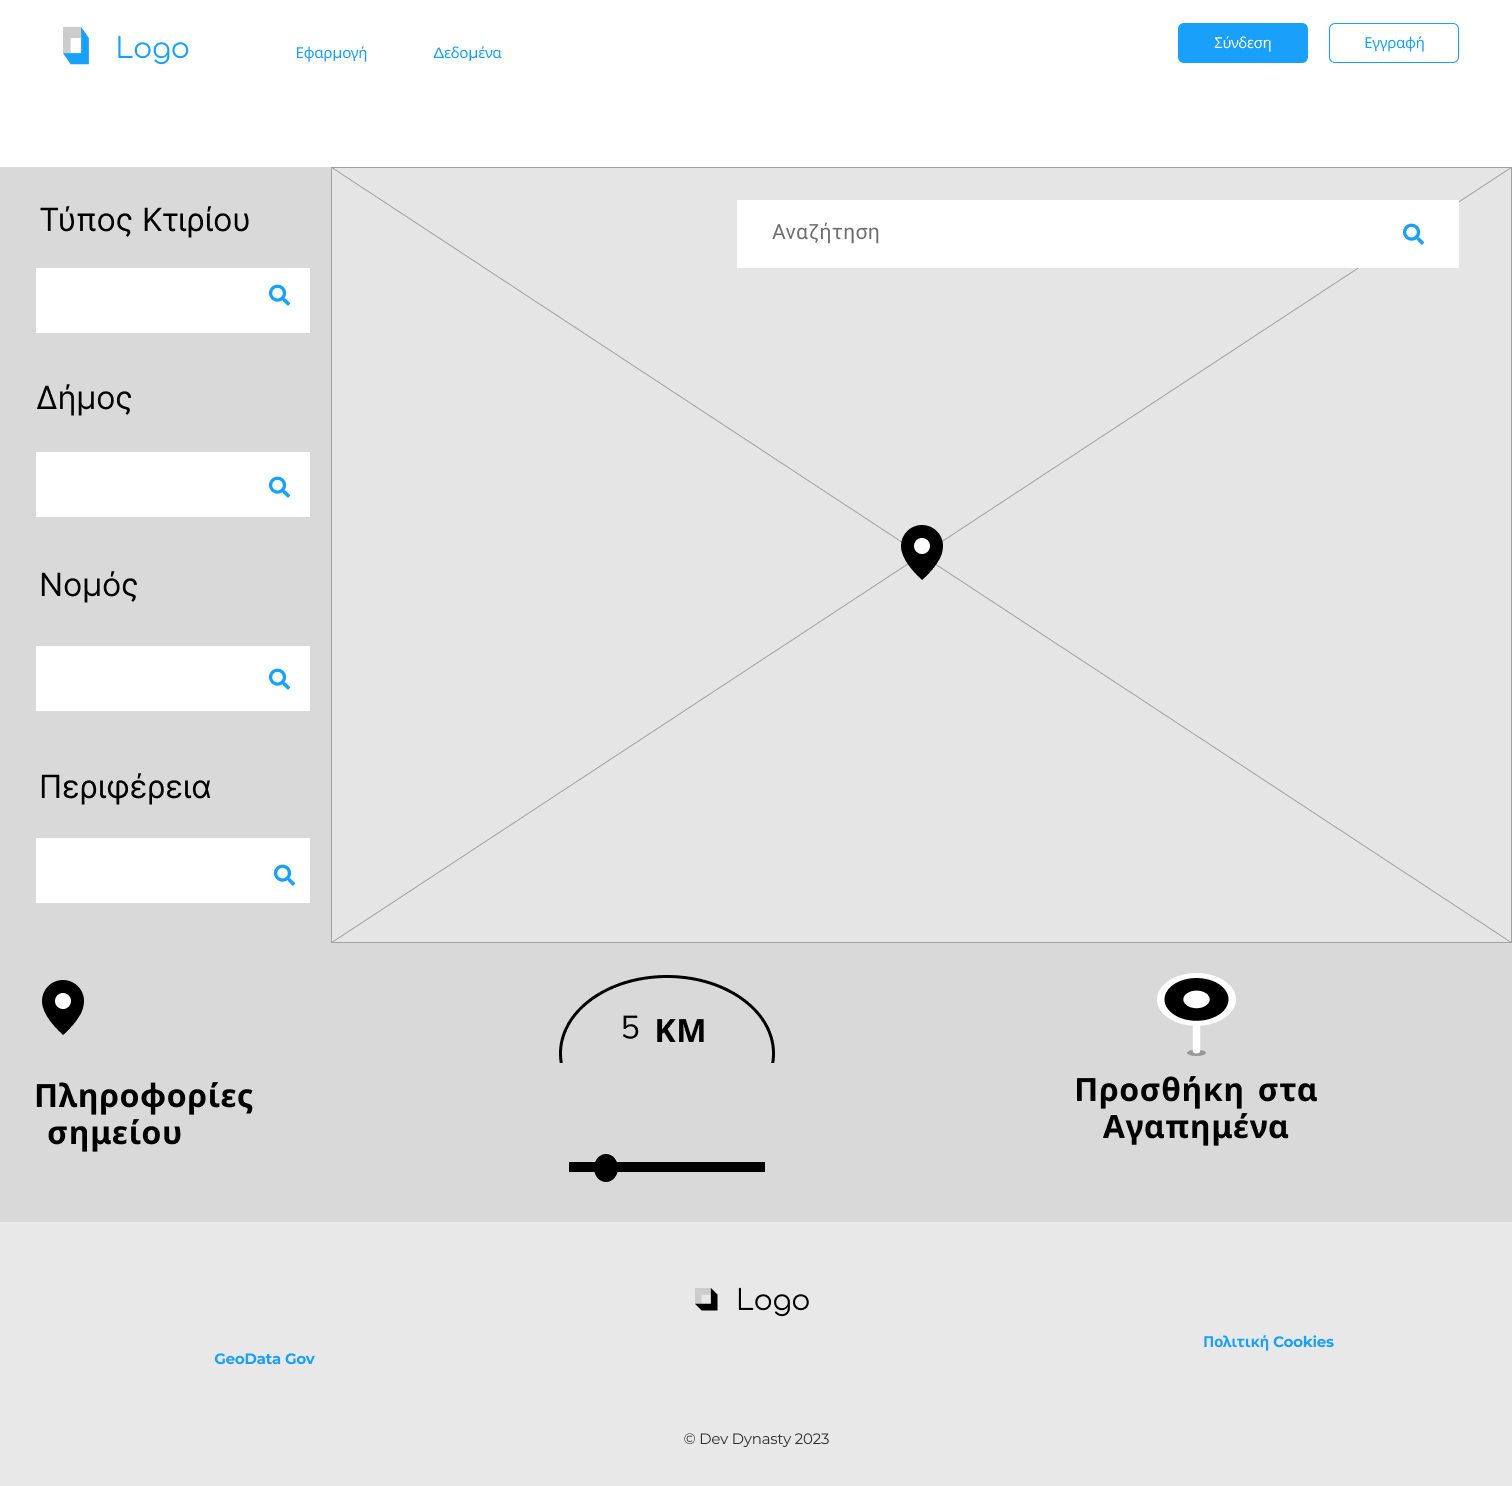 Logo
Εφαρμογή
Δεδομένα
Σύνδεση
Εγγραφή
Τύπος Κτιρίου
Αναζήτηση
Δήμος
Νομός
Περιφέρεια
Πληροφορίες
σημείου
5 KM
Προσθήκη στα
Αγαπημένα
Logo
GeoData Gov
Πολιτική Cookies
© Dev Dynasty 2023